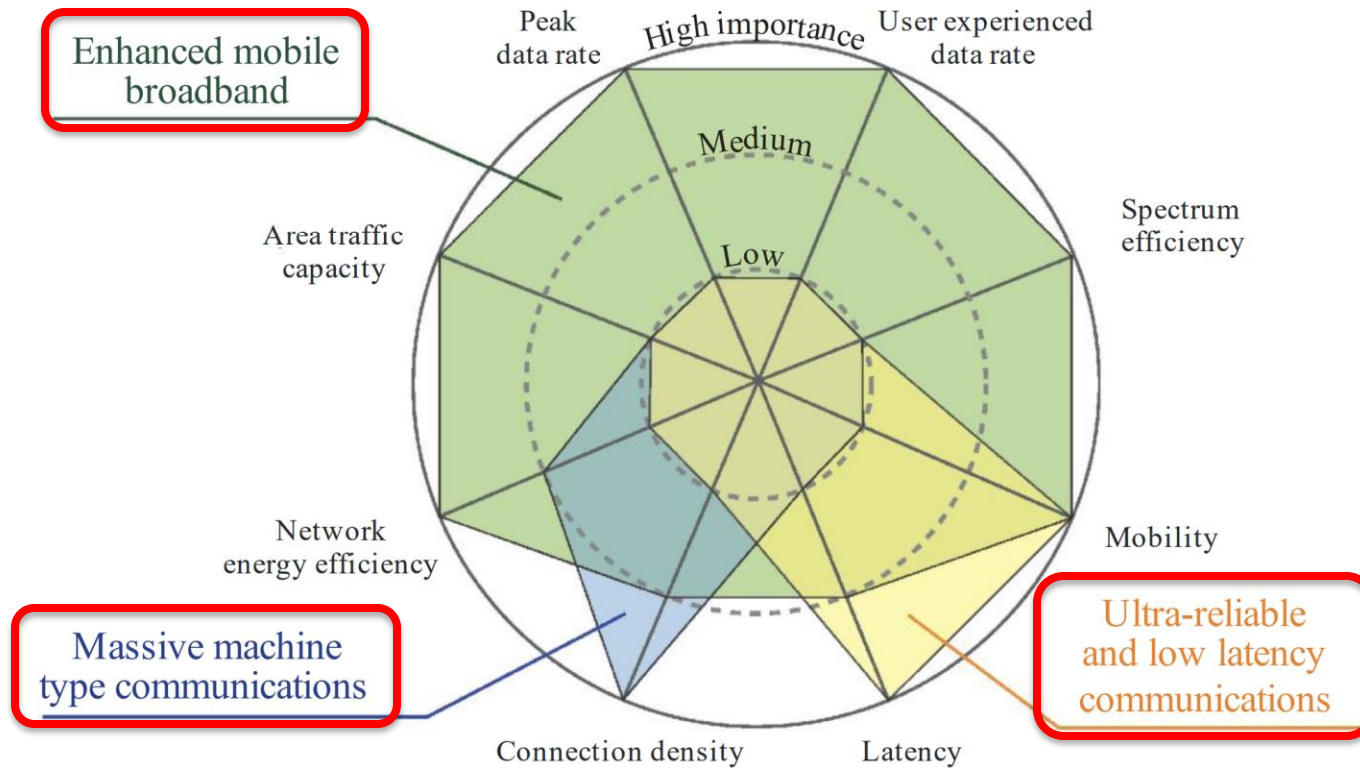 Enhanced mobile
broadband
Peak
data rate
High importance
User experienced
data rate
Medium
Low
Area traffic
capacity
Spectrum
efficiency
Network
energy efficiency
Mobility
Massive machine
type communications
Ultra-reliable
and low latency
communications
Connection density
Latency